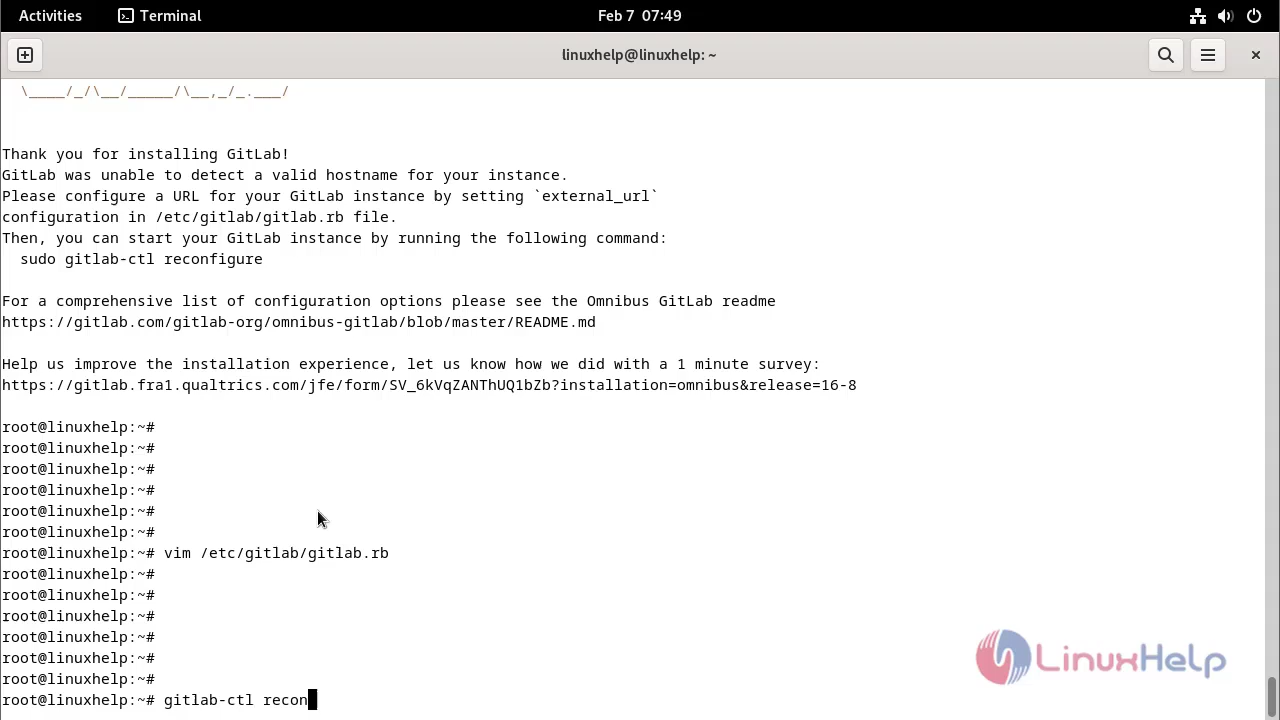 Activities Terminal Feb 7 07:49
linuxhelp@linuxhelp: ~
\____/_/\__/_____/\__,_/_.___/
Thank you for installing GitLab!
GitLab was unable to detect a valid hostname for your instance.
Please configure a URL for your GitLab instance by setting `external_url`
configuration in /etc/gitlab/gitlab.rb file.
Then, you can start your GitLab instance by running the following command:
  sudo gitlab-ctl reconfigure
For a comprehensive list of configuration options please see the Omnibus GitLab readme
https://gitlab.com/gitlab-org/omnibus-gitlab/blob/master/README.md
Help us improve the installation experience, let us know how we did with a 1 minute survey:
https://gitlab.fra1.qualtrics.com/jfe/form/SV_6kVqZANThUQ1bZb?installation=omnibus&release=16-8
root@linuxhelp:~#
root@linuxhelp:~#
root@linuxhelp:~#
root@linuxhelp:~#
root@linuxhelp:~#
root@linuxhelp:~#
root@linuxhelp:~# vim /etc/gitlab/gitlab.rb
root@linuxhelp:~#
root@linuxhelp:~#
root@linuxhelp:~#
root@linuxhelp:~#
root@linuxhelp:~#
root@linuxhelp:~#
root@linuxhelp:~# gitlab-ctl recon
LinuxHelp